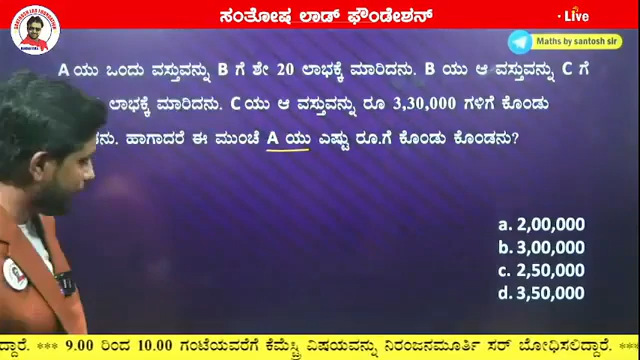 ಸಂತೋಷ ಲಾಡ್ ಫೌಂಡೇಶನ್
Live
Maths by santosh sir
A ಯು ಒಂದು ವಸ್ತುವನ್ನು B ಗೆ ಶೇ 20 ಲಾಭಕ್ಕೆ ಮಾರಿದನು. B ಯು ಆ ವಸ್ತುವನ್ನು C ಗೆ
ಲಾಭಕ್ಕೆ ಮಾರಿದನು. C ಯು ಆ ವಸ್ತುವನ್ನು ರೂ 3,30,000 ಗಳಿಗೆ ಕೊಂಡು
ಹಾಗಾದರೆ ಈ ಮುಂಚೆ A ಯು ಎಷ್ಟು ರೂ.ಗೆ ಕೊಂಡು ಕೊಂಡನು?
a. 2,00,000
b. 3,00,000
c. 2,50,000
d. 3,50,000
*** 9.00 ರಿಂದ 10.00 ಗಂಟೆಯವರೆಗೆ ಕೆಮೆಸ್ಟ್ರಿ ವಿಷಯವನ್ನು ನಿರಂಜನಮೂರ್ತಿ ಸರ್ ಬೋಧಿಸಲಿದ್ದಾರೆ. ***